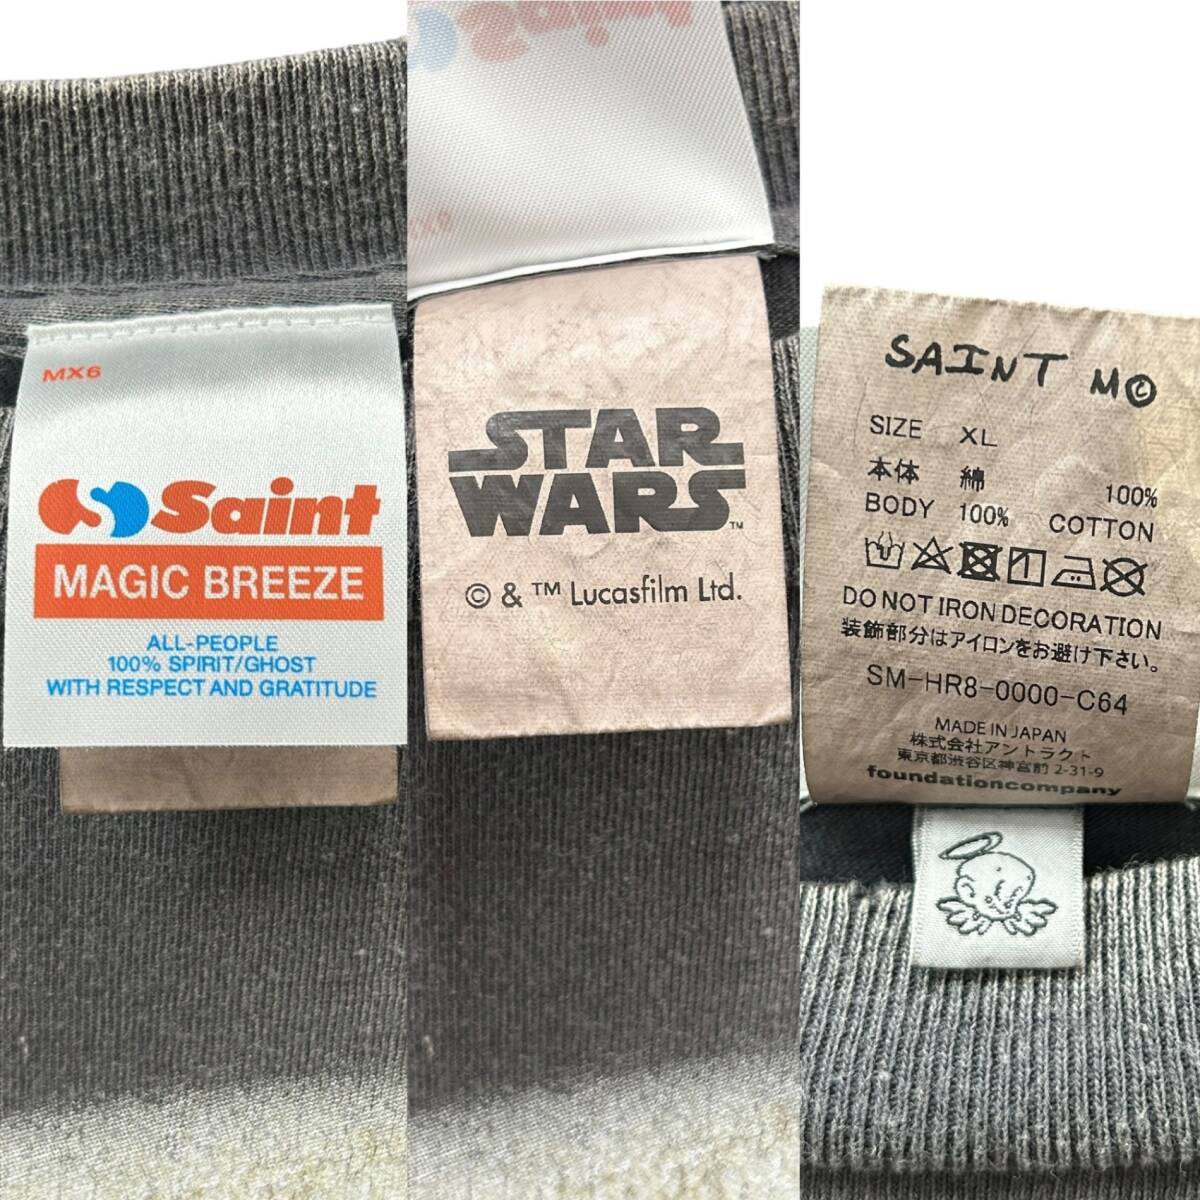 MX6
Saint
MAGIC BREEZE
ALL-PEOPLE
100% SPIRIT/GHOST
WITH RESPECT AND GRATITUDE
STAR
WARS™
© & ™ Lucasfilm Ltd.
SAINT M©
SIZE XL
本体 綿 100%
BODY 100% COTTON
DO NOT IRON DECORATION
装飾部分はアイロンをお避け下さい。
SM-HR8-0000-C64
MADE IN JAPAN
株式会社アントラクト
東京都渋谷区神宮前 2-31-9
foundationcompany